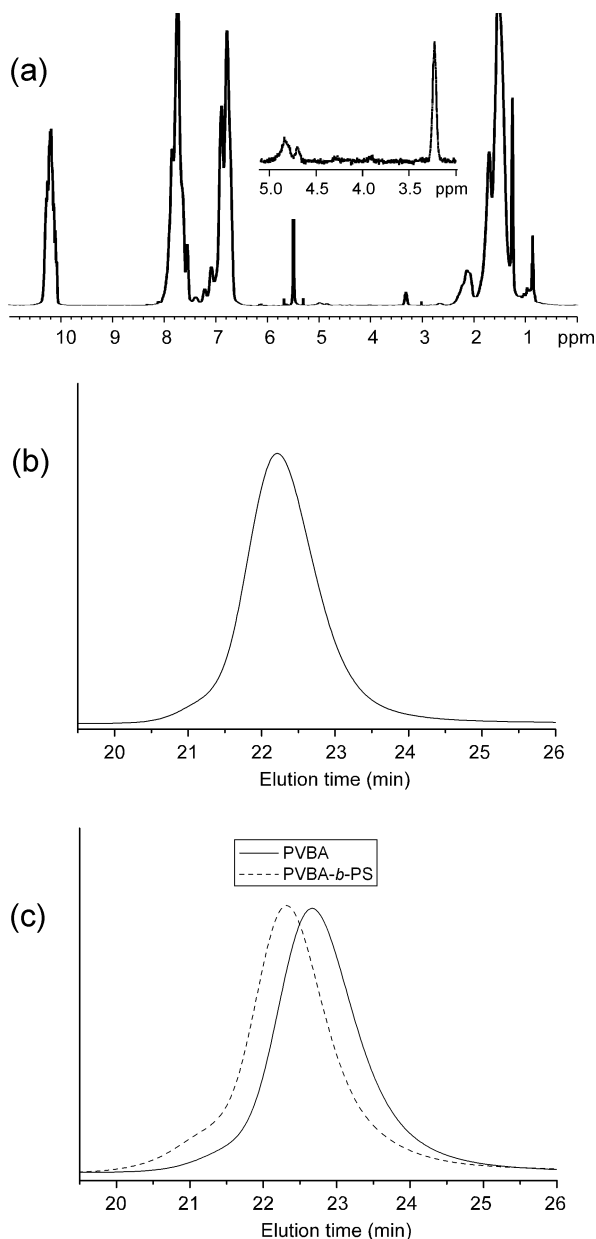 (a)
5.0 4.5 4.0 3.5 ppm
10 9 8 7 6 5 4 3 2 1 ppm
(b)
20 21 22 23 24 25 26
Elution time (min)
PVBA
PVBA-b-PS
(c)
20 21 22 23 24 25 26
Elution time (min)